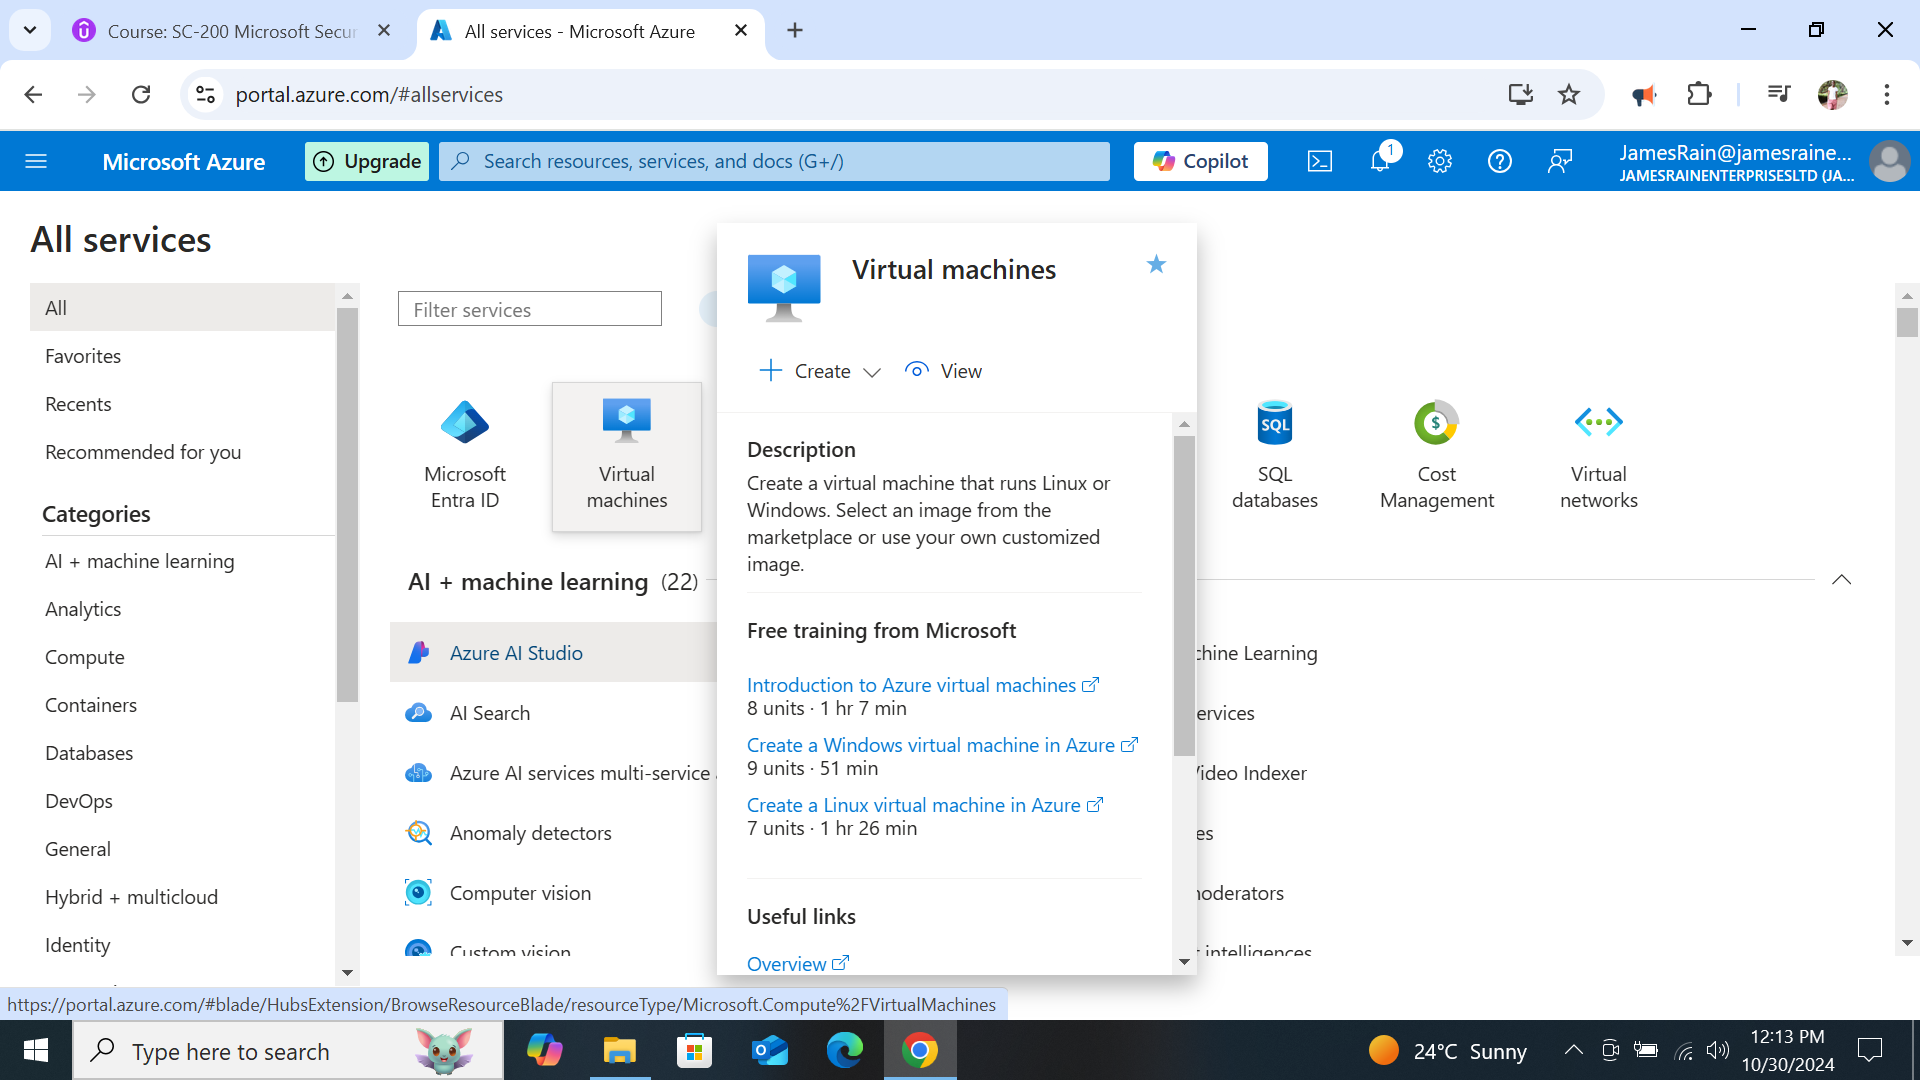 Course: SC-200 Microsoft Secur
All services - Microsoft Azure
portal.azure.com/#allservices
Microsoft Azure
Upgrade
Search resources, services, and docs (G+/)
Copilot
1
JamesRain@jamesraine...
JAMESRAINENTERPRISESLTD (JA...
All services
All
Favorites
Recents
Recommended for you
Categories
AI + machine learning
Analytics
Compute
Containers
Databases
DevOps
General
Hybrid + multicloud
Identity
Filter services
Microsoft
Entra ID
Virtual
machines
SQL
SQL
databases
Cost
Management
Virtual
networks
AI + machine learning (22)
Azure AI Studio
AI Search
Azure AI services multi-service
Anomaly detectors
Computer vision
Custom vision
Virtual machines
Create
View
Description
Create a virtual machine that runs Linux or
Windows. Select an image from the
marketplace or use your own customized
image.
Free training from Microsoft
Introduction to Azure virtual machines
8 units · 1 hr 7 min
Create a Windows virtual machine in Azure
9 units · 51 min
Create a Linux virtual machine in Azure
7 units · 1 hr 26 min
Useful links
Overview
chine Learning
ervices
Video Indexer
es
moderators
intelligences
https://portal.azure.com/#blade/HubsExtension/BrowseResourceBlade/resourceType/Microsoft.Compute%2FVirtualMachines
Type here to search
24°C Sunny
12:13 PM
10/30/2024